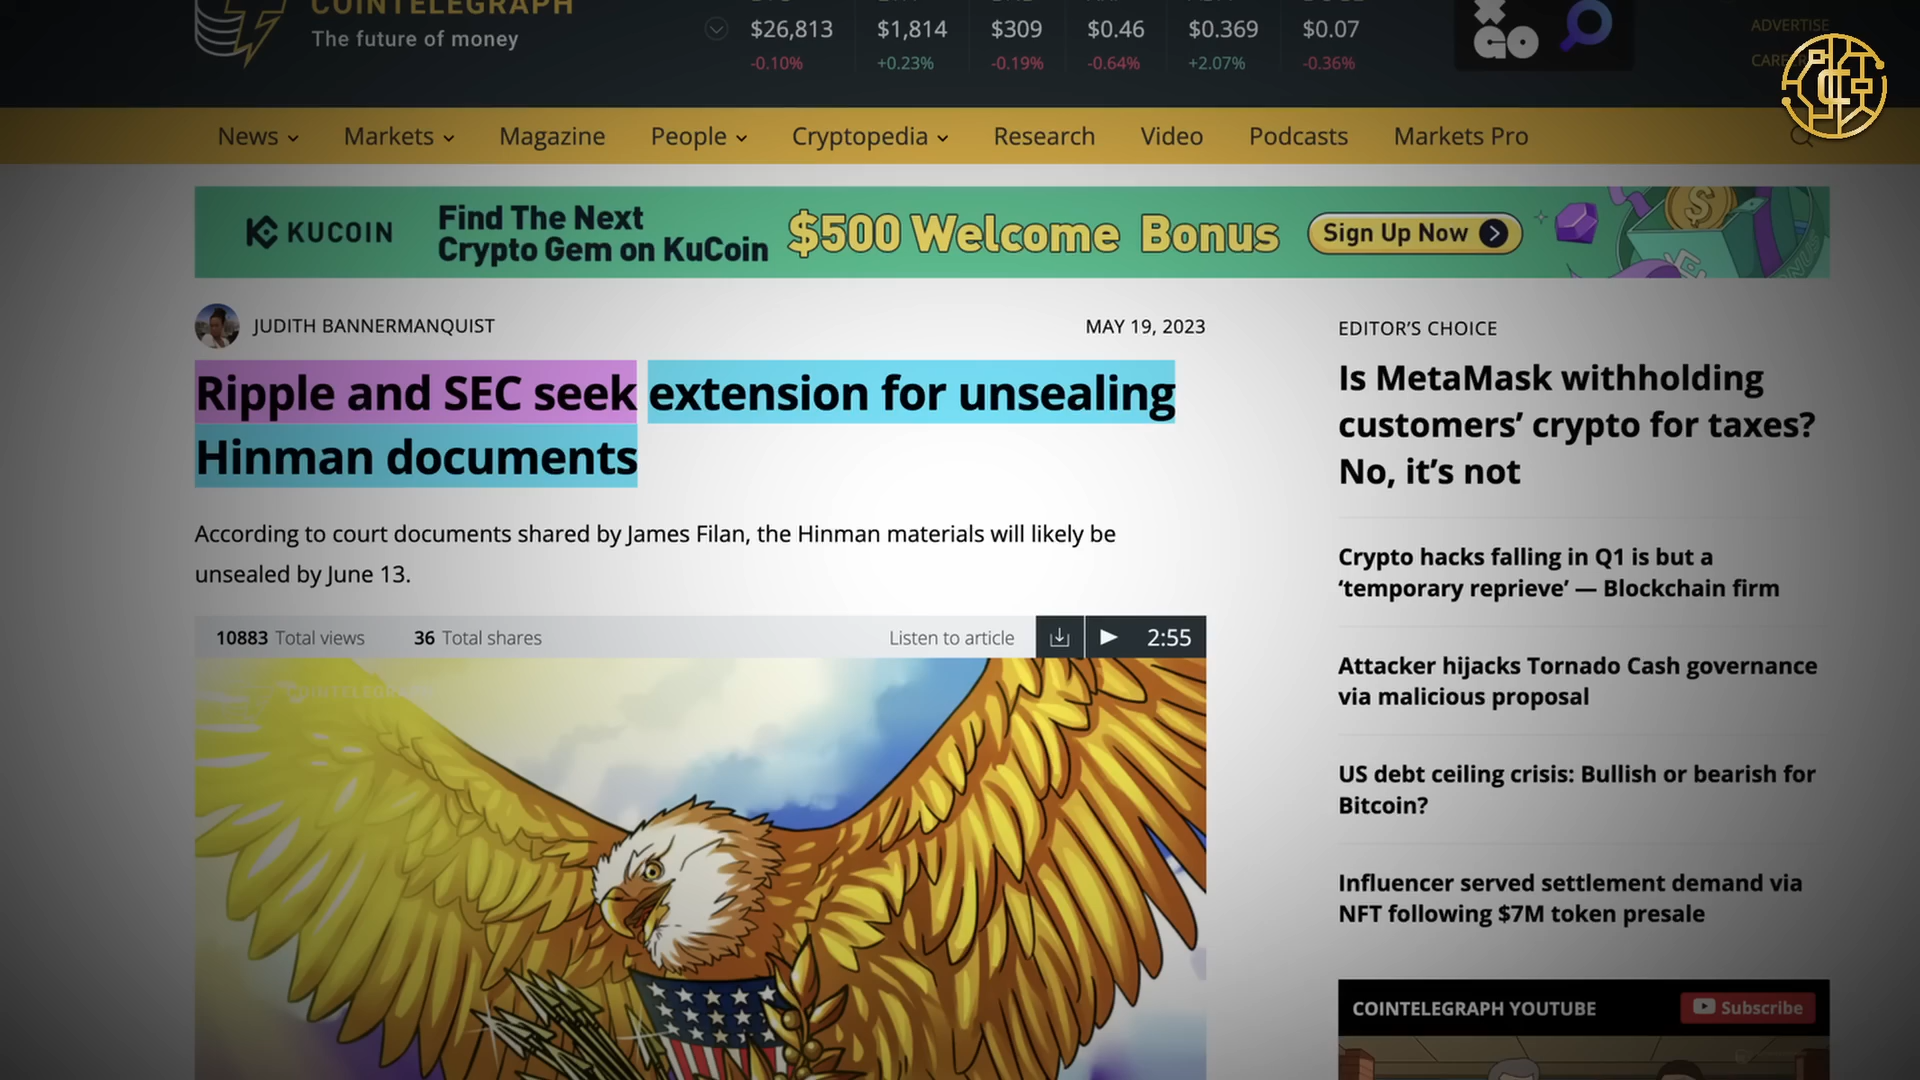 COINTELEGRAPH
The future of money
$26,813
$1,814
$309
$0.46
$0.369
$0.07
-0.10%
+0.23%
-0.19%
-0.64%
+2.07%
-0.36%
GO
ADVERTISE
News
Markets
Magazine
People
Cryptopedia
Research
Video
Podcasts
Markets Pro
KUCOIN
Find The Next
Crypto Gem on KuCoin
$500 Welcome Bonus
Sign Up Now
JUDITH BANNERMANQUIST
MAY 19, 2023
Ripple and SEC seek extension for unsealing
Hinman documents
According to court documents shared by James Filan, the Hinman materials will likely be
unsealed by June 13.
10883 Total views
36 Total shares
Listen to article
2:55
COINTELEGRAPH
EDITOR'S CHOICE
Is MetaMask withholding
customers’ crypto for taxes?
No, it’s not
Crypto hacks falling in Q1 is but a
‘temporary reprieve’ — Blockchain firm
Attacker hijacks Tornado Cash governance
via malicious proposal
US debt ceiling crisis: Bullish or bearish for
Bitcoin?
Influencer served settlement demand via
NFT following $7M token presale
COINTELEGRAPH YOUTUBE
Subscribe